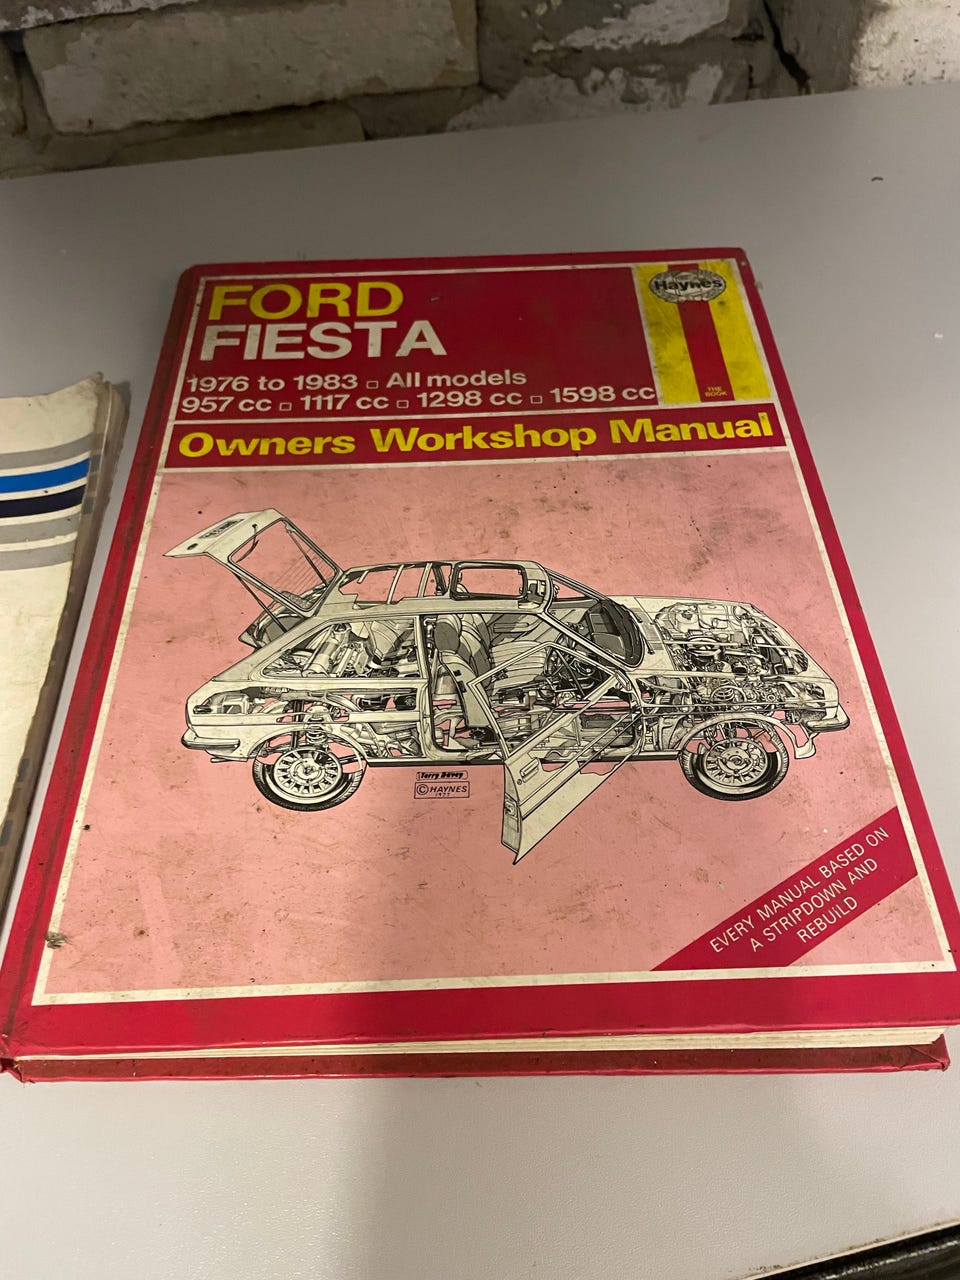 Haynes
FORD
FIESTA
1976 to 1983 □ All models
957 cc □ 1117 cc □ 1298 cc □ 1598 cc
THE
BOOK
Owners Workshop Manual
Terry Davey
© HAYNES
1977
EVERY MANUAL BASED ON
A STRIPDOWN AND
REBUILD